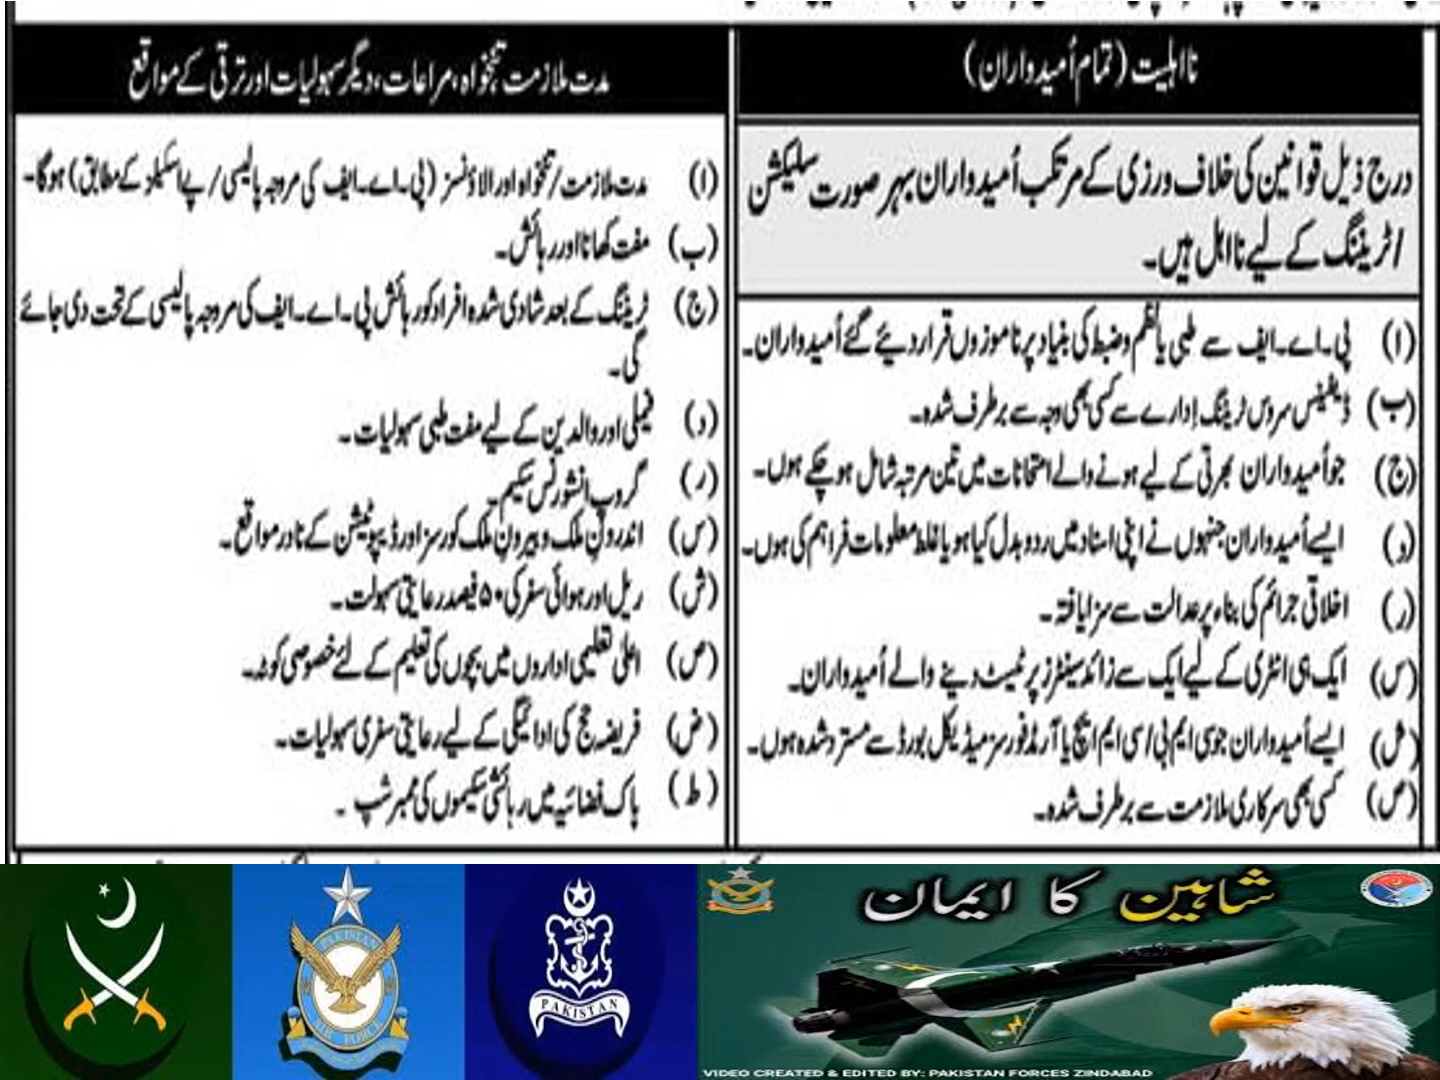 نااہلیت (تمام اُمیدواران)
درج ذیل قوانین کی خلاف ورزی کے مرتکب اُمیدواران بہر صورت سلیکشن
/ٹریننگ کے لیے نااہل ہیں۔
(ا) پی۔اے۔ایف سے طبی یا نظم و ضبط کی بنیاد پر ناموزوں قرار دیئے گئے اُمیدواران۔
(ب) ڈیفنس سروس ٹریننگ ادارے سے کسی بھی وجہ سے برطرف شدہ۔
(ج) جو اُمیدواران بھرتی کے لیے ہونے والے امتحانات میں تین مرتبہ شامل ہو چکے ہوں۔
(د) ایسے اُمیدواران جنہوں نے اپنی اسناد میں ردوبدل کیا ہو یا غلط معلومات فراہم کی ہوں۔
(ر) اخلاقی جرائم کی بناء پر عدالت سے سزا یافتہ۔
(س) ایک ہی انٹری کے لیے ایک سے زائد سینٹرز پر ٹیسٹ دینے والے اُمیدواران۔
(ش) ایسے اُمیدواران جو سی ایم بی/سی ایم ایچ یا آرمڈ فورسز میڈیکل بورڈ سے مسترد شدہ ہوں۔
(ص) کسی بھی سرکاری ملازمت سے برطرف شدہ۔
مدت ملازمت تنخواہ، مراعات، دیگر سہولیات اور ترقی کے مواقع
(ا) مدت ملازمت/تنخواہ اور الاؤنسز (پی۔اے۔ایف کی مروجہ پالیسی/پے اسکیلز کے مطابق) ہوگا۔
(ب) مفت کھانا اور رہائش۔
(ج) ٹریننگ کے بعد شادی شدہ افراد کو رہائش پی۔اے۔ایف کی مروجہ پالیسی کے تحت دی جائے
گی۔
(د) فیملی اور والدین کے لیے مفت طبی سہولیات۔
(ر) گروپ انشورنس سکیم۔
(س) اندرونِ ملک و بیرونِ ملک کورسز اور ڈیپوٹیشن کے نادر مواقع۔
(ش) ریل اور ہوائی سفر کی ۵۰ فیصد رعایتی سہولت۔
(ص) اعلیٰ تعلیمی اداروں میں بچوں کی تعلیم کے لئے خصوصی کوٹہ۔
(ض) فریضہ حج کی ادائیگی کے لیے رعایتی سفری سہولیات۔
(ط) پاک فضائیہ میں رہائشی سکیموں کی ممبر شپ ۔
PAKISTAN
AIR FORCE
PAKISTAN
شاہین کا ایمان
VIDEO CREATED & EDITED BY: PAKISTAN FORCES ZINDABAD